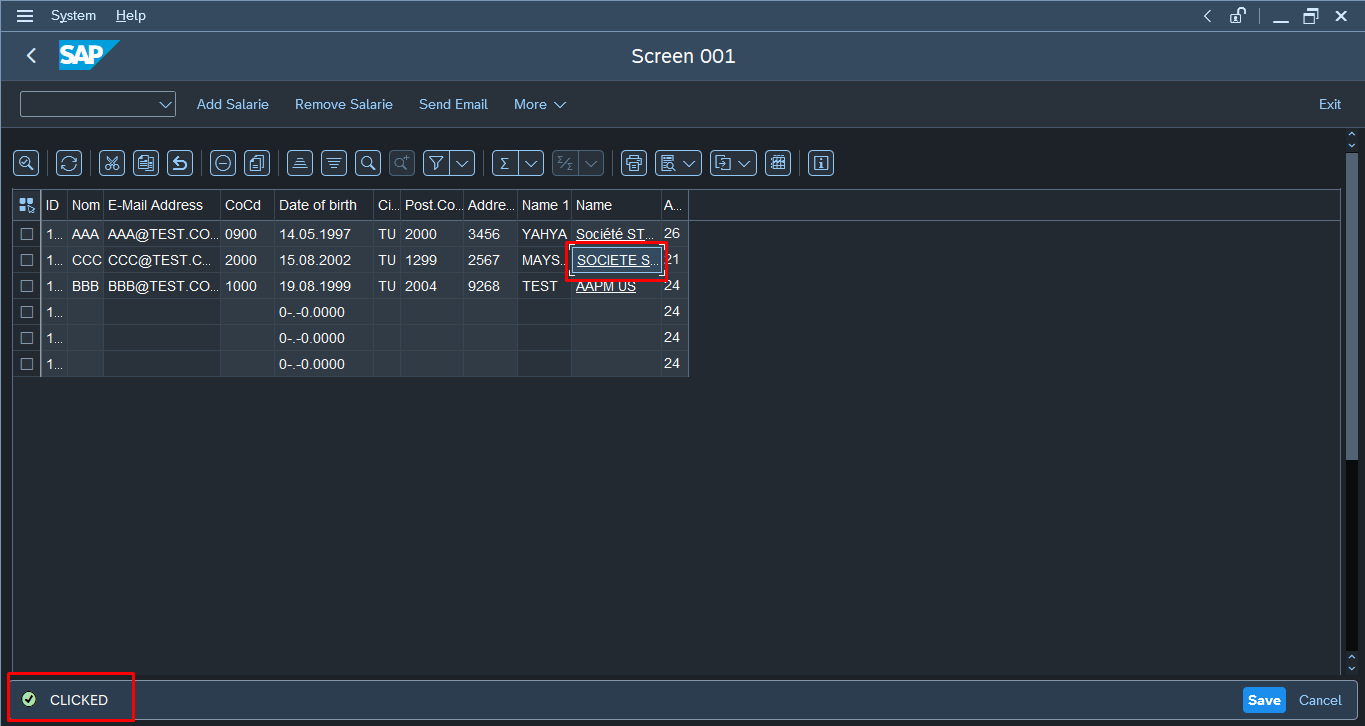 System Help
SAP Screen 001
Add Salarie Remove Salarie Send Email More Exit
ID Nom E-Mail Address CoCd Date of birth Ci... Post.Co... Addre... Name 1 Name A...
1... AAA AAA@TEST.CO... 0900 14.05.1997 TU 2000 3456 YAHYA Société ST... 26
1... CCC CCC@TEST.C... 2000 15.08.2002 TU 1299 2567 MAYS... SOCIETE S... 21
1... BBB BBB@TEST.CO... 1000 19.08.1999 TU 2004 9268 TEST AAPM US 24
1... 0-.-0.0000 24
1... 0-.-0.0000 24
1... 0-.-0.0000 24
CLICKED Save Cancel